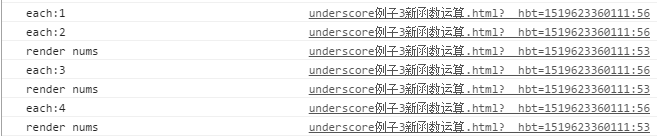 each:1 underscore例子3新函数运算.html?__hbt=1519623360111:56
each:2 underscore例子3新函数运算.html?__hbt=1519623360111:56
render nums underscore例子3新函数运算.html?__hbt=1519623360111:53
each:3 underscore例子3新函数运算.html?__hbt=1519623360111:56
render nums underscore例子3新函数运算.html?__hbt=1519623360111:53
each:4 underscore例子3新函数运算.html?__hbt=1519623360111:56
render nums underscore例子3新函数运算.html?__hbt=1519623360111:53